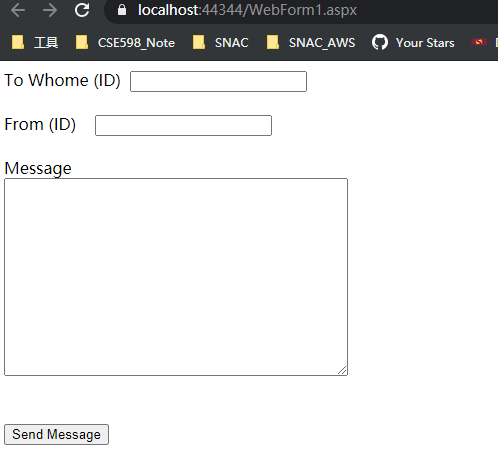 localhost:44344/WebForm1.aspx
工具 CSE598_Note SNAC SNAC_AWS Your Stars
To Whome (ID)
From (ID)
Message
Send Message